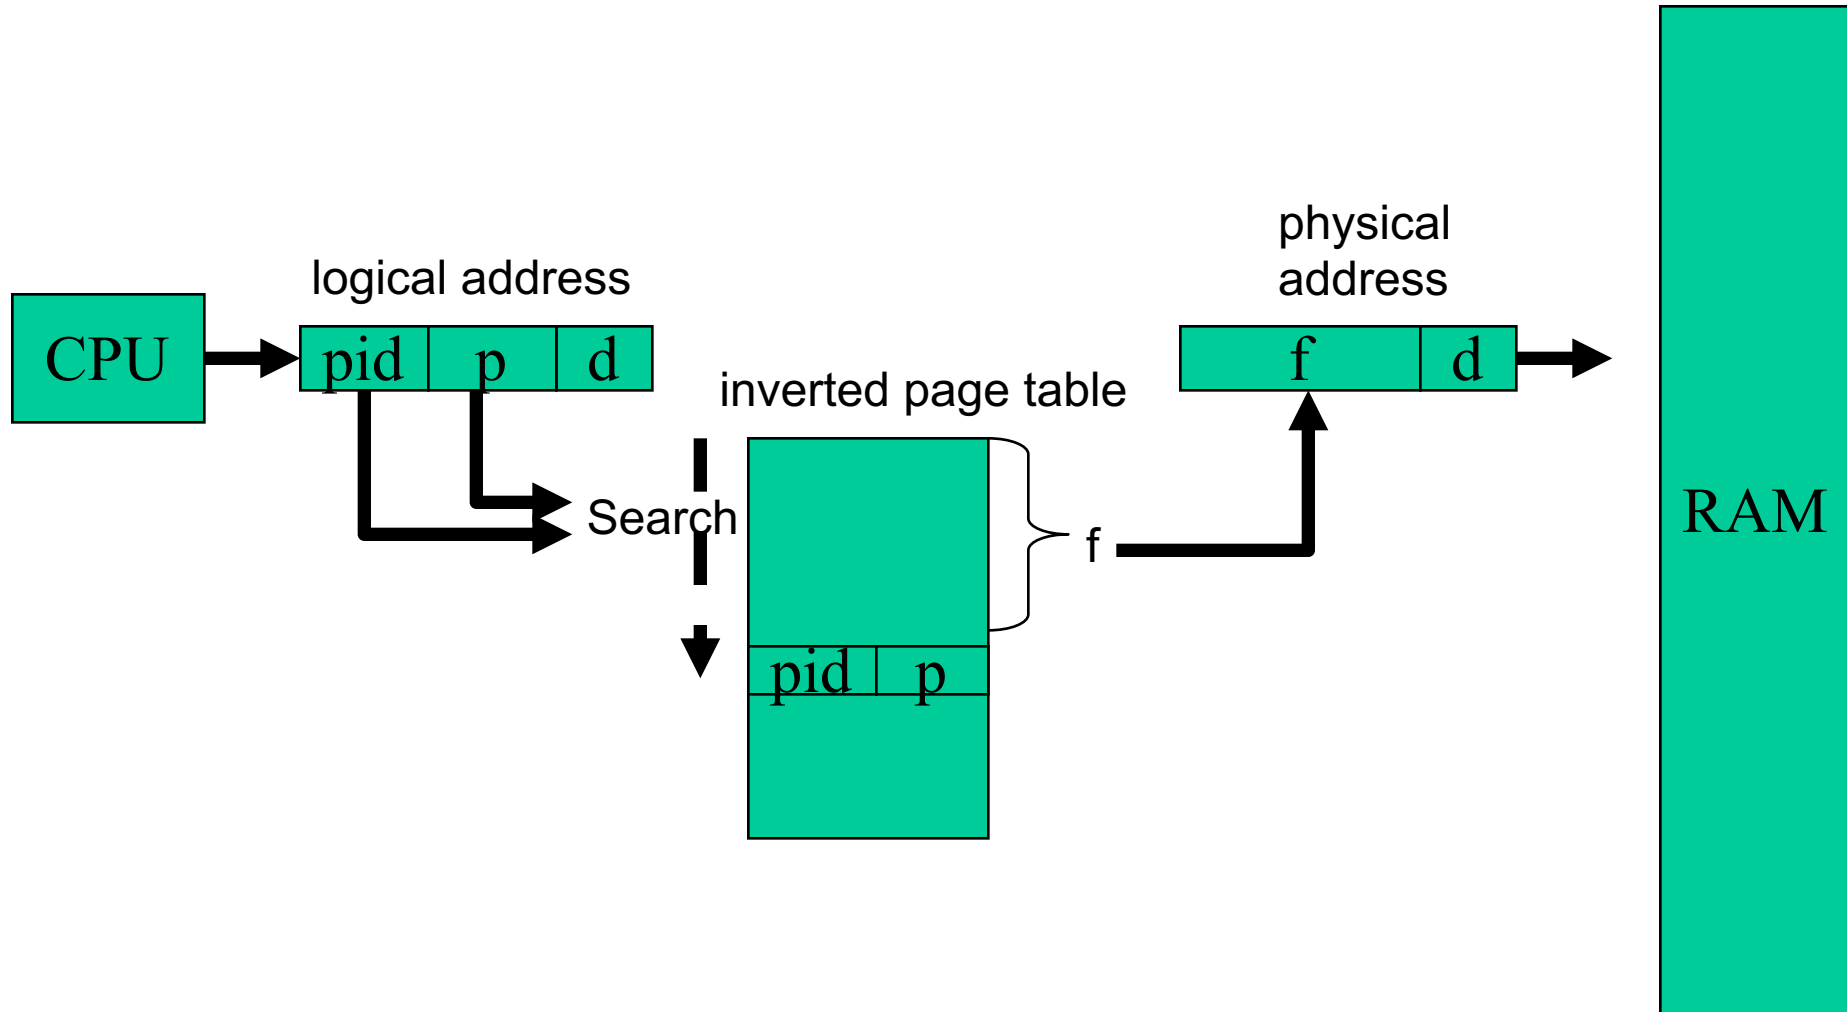 physical
address
logical address
CPU
pid p d
f d
inverted page table
Search
f
RAM
pid p